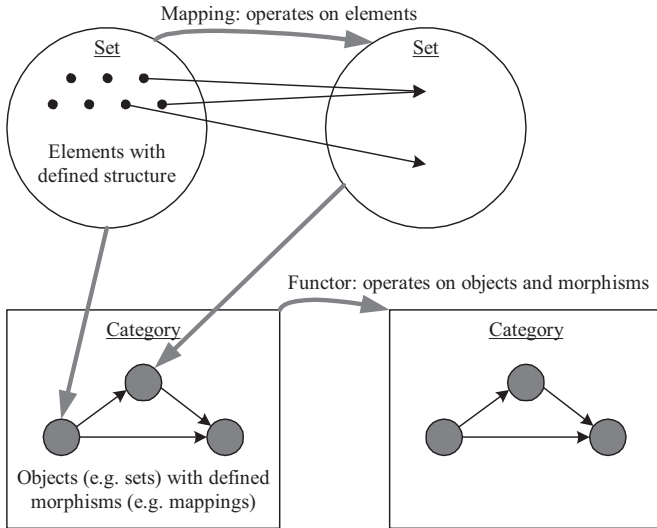 Mapping: operates on elements
Set
Set
Elements with
defined structure
Functor: operates on objects and morphisms
Category
Category
Objects (e.g. sets) with defined
morphisms (e.g. mappings)